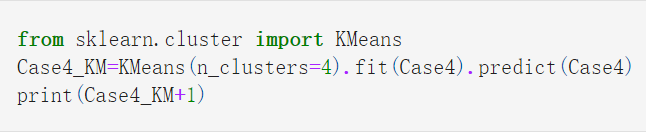 from sklearn.cluster import KMeans
Case4_KM=KMeans(n_clusters=4).fit(Case4).predict(Case4)
print(Case4_KM+1)